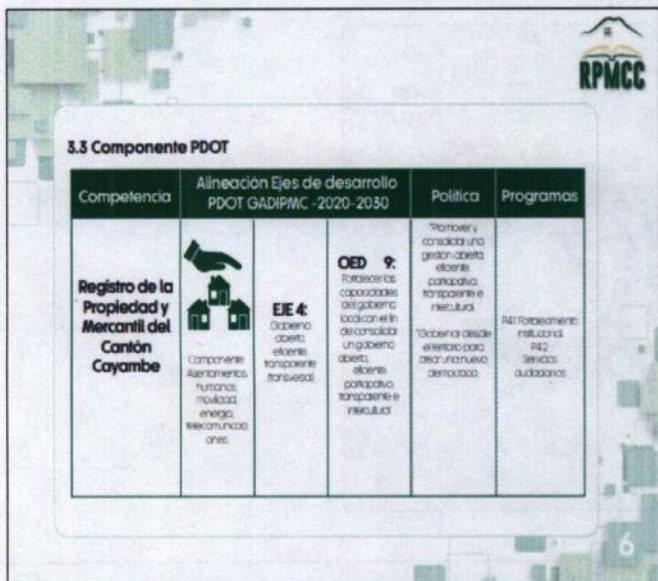 RPMCC
3.3 Componente PDOT
Competencia
Alineación Ejes de desarrollo
PDOT GADIPMC -2020-2030
Política
Programas
Registro de la
Propiedad y
Mercantil del
Cantón
Cayambe
Componente
Asentamientos
humanos,
movilidad,
energía,
telecomunicaci
ones.
EJE 4:
Gobierno
abierto,
eficiente,
transparente
(transversal)
OED 9:
Fortalecer las
capacidades
del gobierno
local con el fin
de consolidar
un gobierno
abierto,
eficiente,
participativo,
transparente e
intercultural
"Promover y
consolidar una
gestión abierta,
eficiente,
participativa,
transparente e
intercultural.
"Gobernar desde
el territorio para
crear una nueva
democracia.
P4.1 Fortalecimiento
institucional
P4.2
Servicios
ciudadanos
6